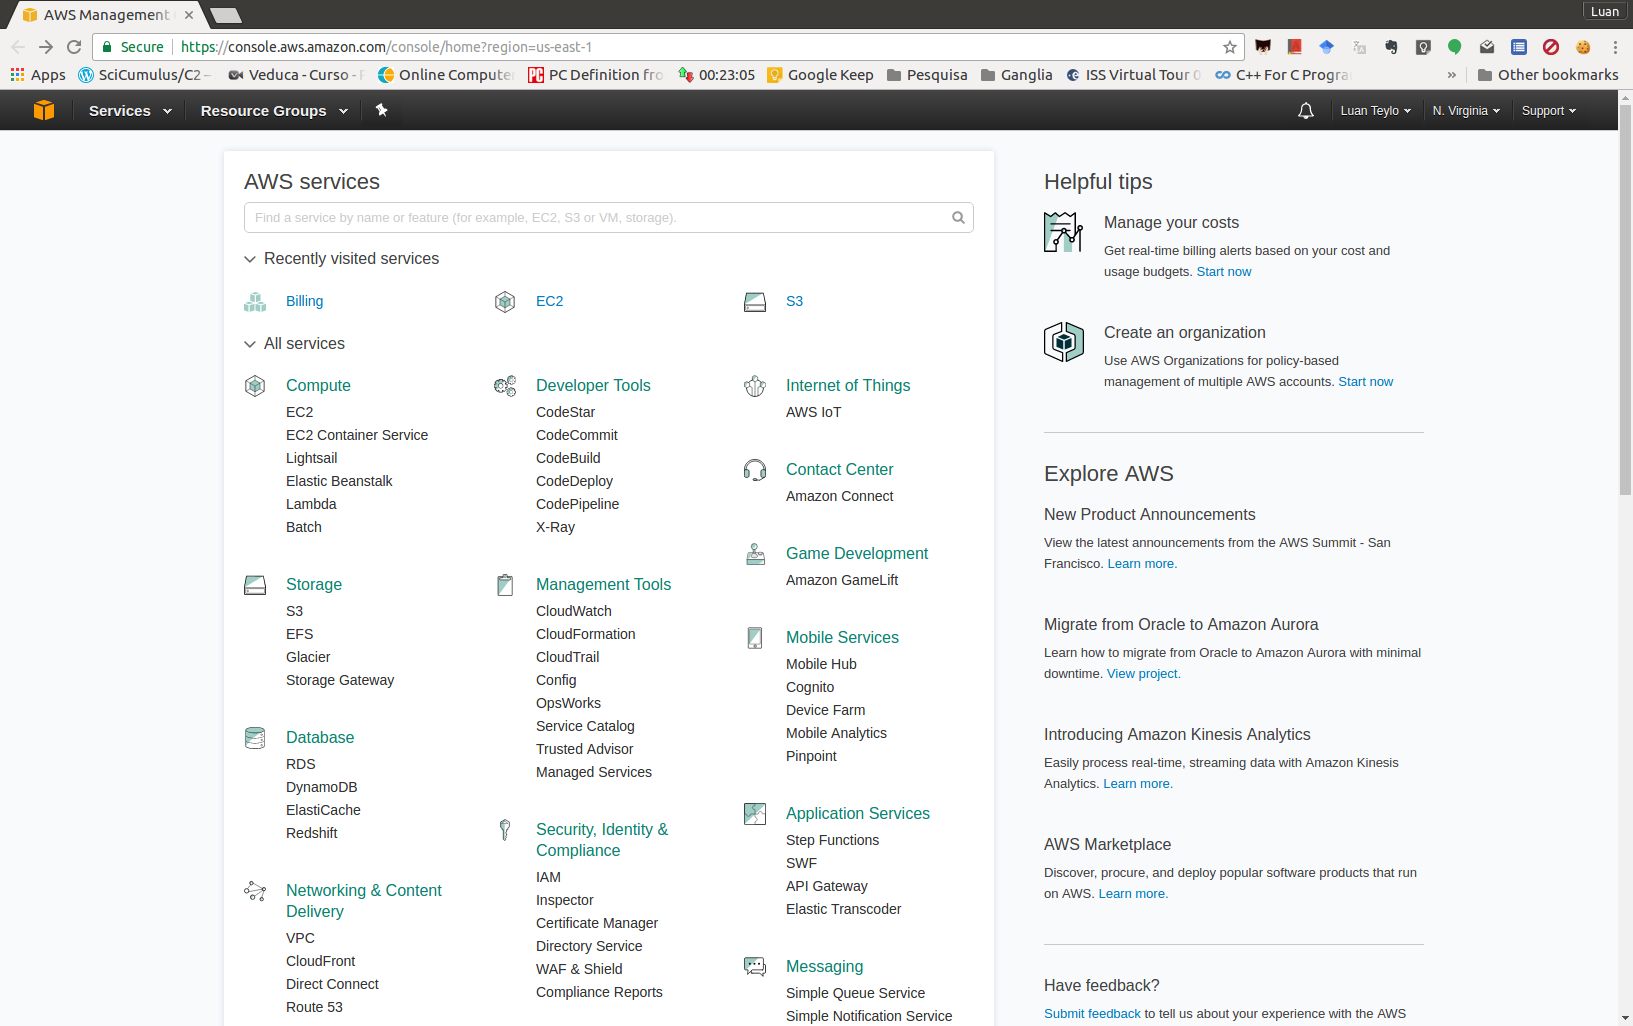 AWS Management
Luan
Secure
https://console.aws.amazon.com/console/home?region=us-east-1
Apps
SciCumulus/C2 –
Veduca - Curso -
Online Compute
PC Definition fro
00:23:05
Google Keep
Pesquisa
Ganglia
ISS Virtual Tour
C++ For C Progra
»
Other bookmarks
Services
Resource Groups
Luan Teylo
N. Virginia
Support
AWS services
Find a service by name or feature (for example, EC2, S3 or VM, storage).
Recently visited services
Billing
EC2
S3
All services
Compute
EC2
EC2 Container Service
Lightsail
Elastic Beanstalk
Lambda
Batch
Storage
S3
EFS
Glacier
Storage Gateway
Database
RDS
DynamoDB
ElastiCache
Redshift
Networking & Content
Delivery
VPC
CloudFront
Direct Connect
Route 53
Developer Tools
CodeStar
CodeCommit
CodeBuild
CodeDeploy
CodePipeline
X-Ray
Management Tools
CloudWatch
CloudFormation
CloudTrail
Config
OpsWorks
Service Catalog
Trusted Advisor
Managed Services
Security, Identity &
Compliance
IAM
Inspector
Certificate Manager
Directory Service
WAF & Shield
Compliance Reports
Internet of Things
AWS IoT
Contact Center
Amazon Connect
Game Development
Amazon GameLift
Mobile Services
Mobile Hub
Cognito
Device Farm
Mobile Analytics
Pinpoint
Application Services
Step Functions
SWF
API Gateway
Elastic Transcoder
Messaging
Simple Queue Service
Simple Notification Service
Helpful tips
Manage your costs
Get real-time billing alerts based on your cost and
usage budgets. Start now
Create an organization
Use AWS Organizations for policy-based
management of multiple AWS accounts. Start now
Explore AWS
New Product Announcements
View the latest announcements from the AWS Summit - San
Francisco. Learn more.
Migrate from Oracle to Amazon Aurora
Learn how to migrate from Oracle to Amazon Aurora with minimal
downtime. View project.
Introducing Amazon Kinesis Analytics
Easily process real-time, streaming data with Amazon Kinesis
Analytics. Learn more.
AWS Marketplace
Discover, procure, and deploy popular software products that run
on AWS. Learn more.
Have feedback?
Submit feedback to tell us about your experience with the AWS